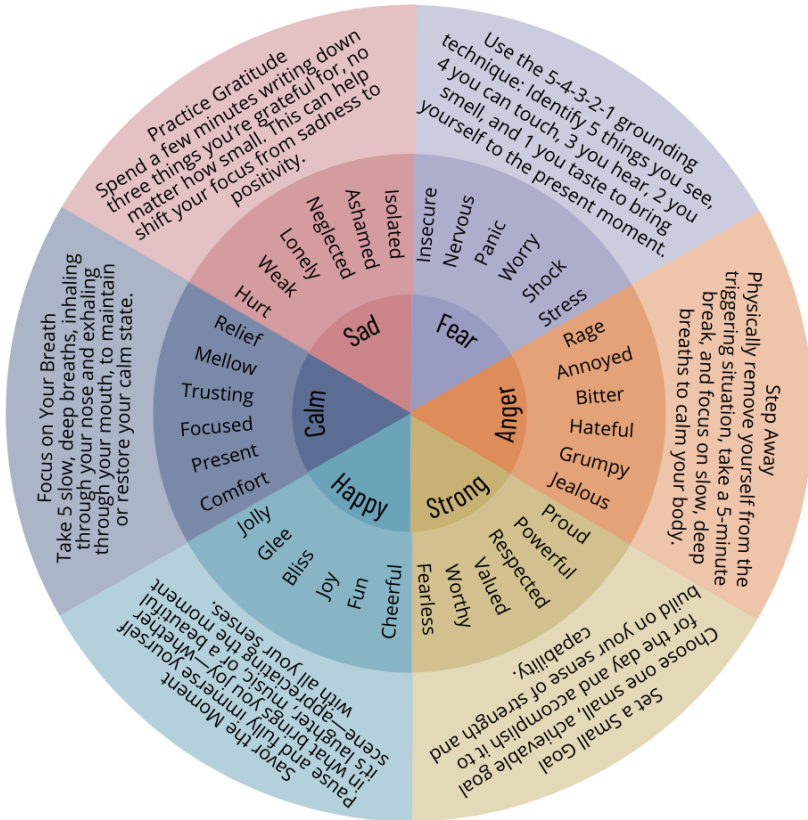 Practice Gratitude
Spend a few minutes writing down
three things you're grateful for, no
matter how small. This can help
shift your focus from sadness to
positivity.
Use the 5-4-3-2-1 grounding
technique: Identify 5 things you see,
4 you can touch, 3 you hear, 2 you
smell, and 1 you taste to bring
yourself to the present moment.
Step Away
Physically remove yourself from the
triggering situation, take a 5-minute
break, and focus on slow, deep
breaths to calm your body.
Set a Small Goal
Choose one small, achievable goal
for the day and accomplish it to
build on your sense of strength and
capability.
Savor the Moment
Pause and fully immerse yourself
in what brings you joy—whether
it's laughter, music, or a beautiful
scene—appreciating the moment
with all your senses.
Focus on Your Breath
Take 5 slow, deep breaths, inhaling
through your nose and exhaling
through your mouth, to maintain
or restore your calm state.
Hurt
Weak
Lonely
Neglected
Ashamed
Isolated
Insecure
Nervous
Panic
Worry
Shock
Stress
Rage
Annoyed
Bitter
Hateful
Grumpy
Jealous
Proud
Powerful
Respected
Valued
Worthy
Fearless
Cheerful
Fun
Joy
Bliss
Glee
Jolly
Comfort
Present
Focused
Trusting
Mellow
Relief
Sad
Fear
Anger
Strong
Happy
Calm